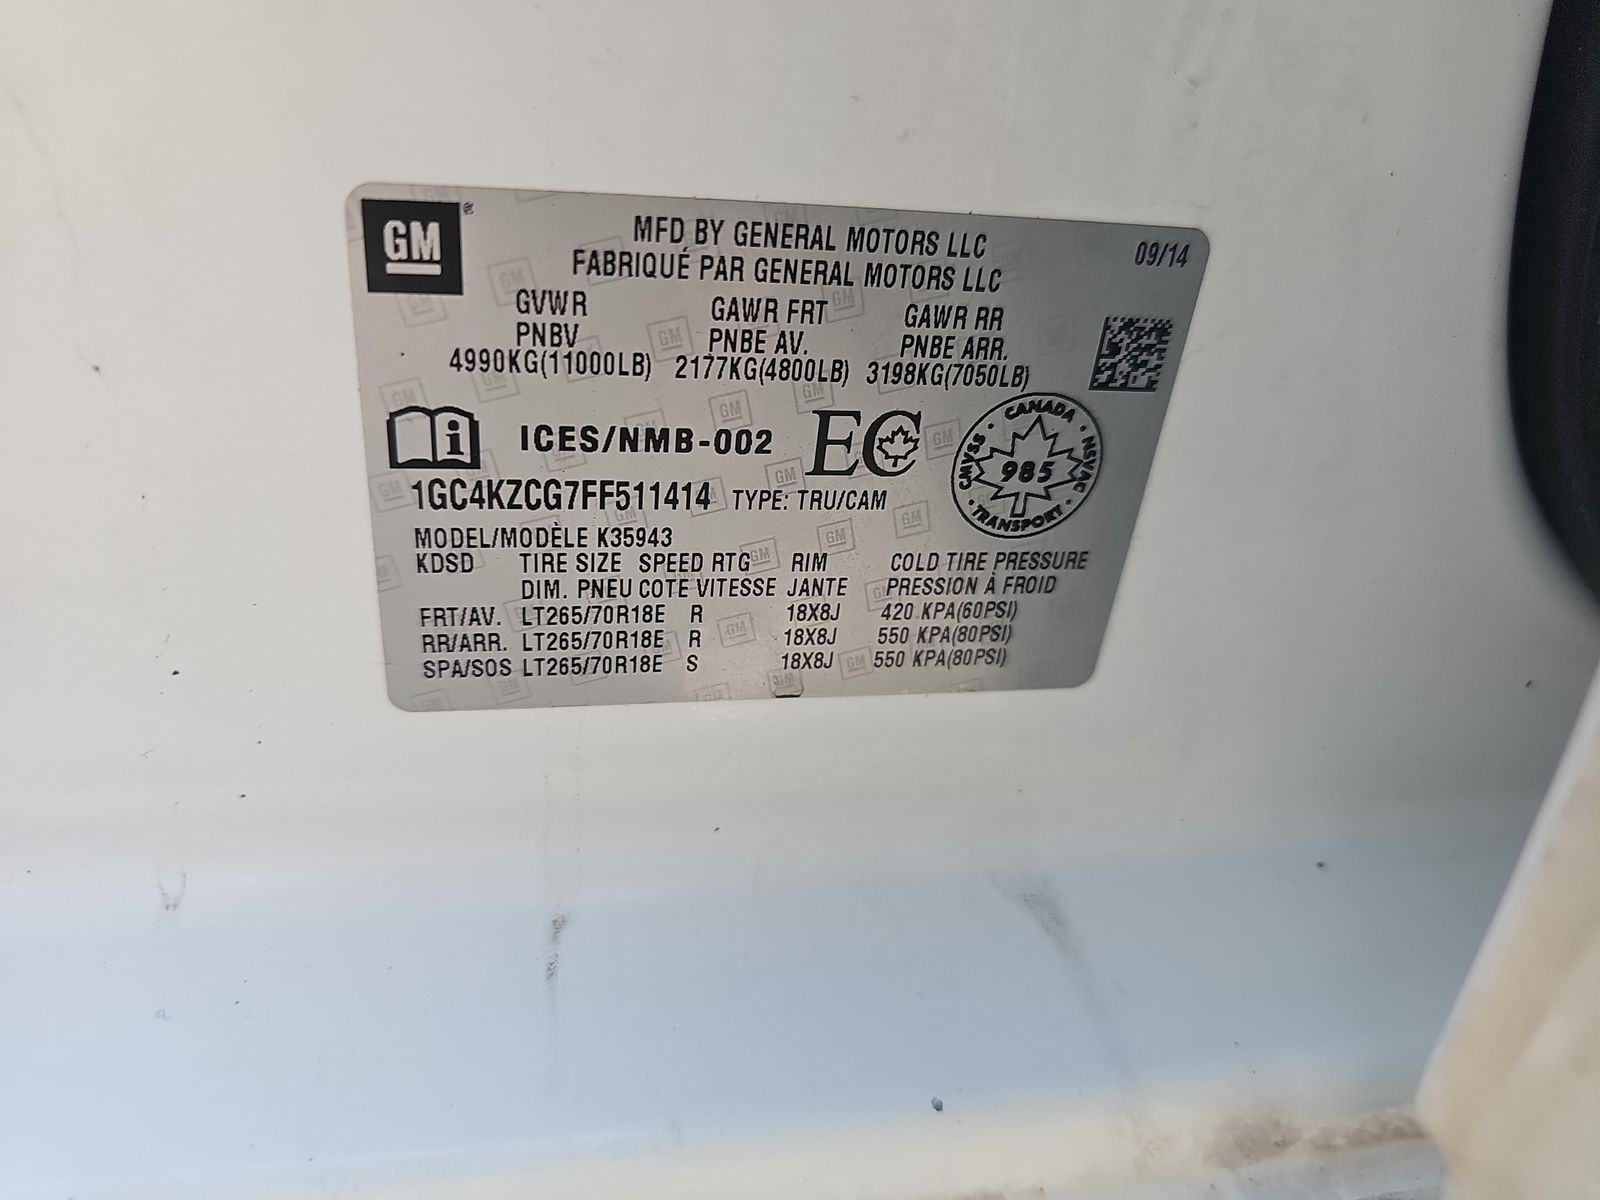 GM®
MFD BY GENERAL MOTORS LLC 09/14
FABRIQUÉ PAR GENERAL MOTORS LLC
GVWR GAWR FRT GAWR RR
PNBV PNBE AV. PNBE ARR.
4990KG(11000LB) 2177KG(4800LB) 3198KG(7050LB)
i ICES/NMB-002 EC CANADA CMVSS 985 NSVAC TRANSPORT
1GC4KZCG7FF511414 TYPE: TRU/CAM
MODEL/MODÈLE K35943
KDSD TIRE SIZE SPEED RTG RIM COLD TIRE PRESSURE
DIM. PNEU COTE VITESSE JANTE PRESSION À FROID
FRT/AV. LT265/70R18E R 18X8J 420 KPA(60PSI)
RR/ARR. LT265/70R18E R 18X8J 550 KPA(80PSI)
SPA/SOS LT265/70R18E S 18X8J 550 KPA(80PSI)